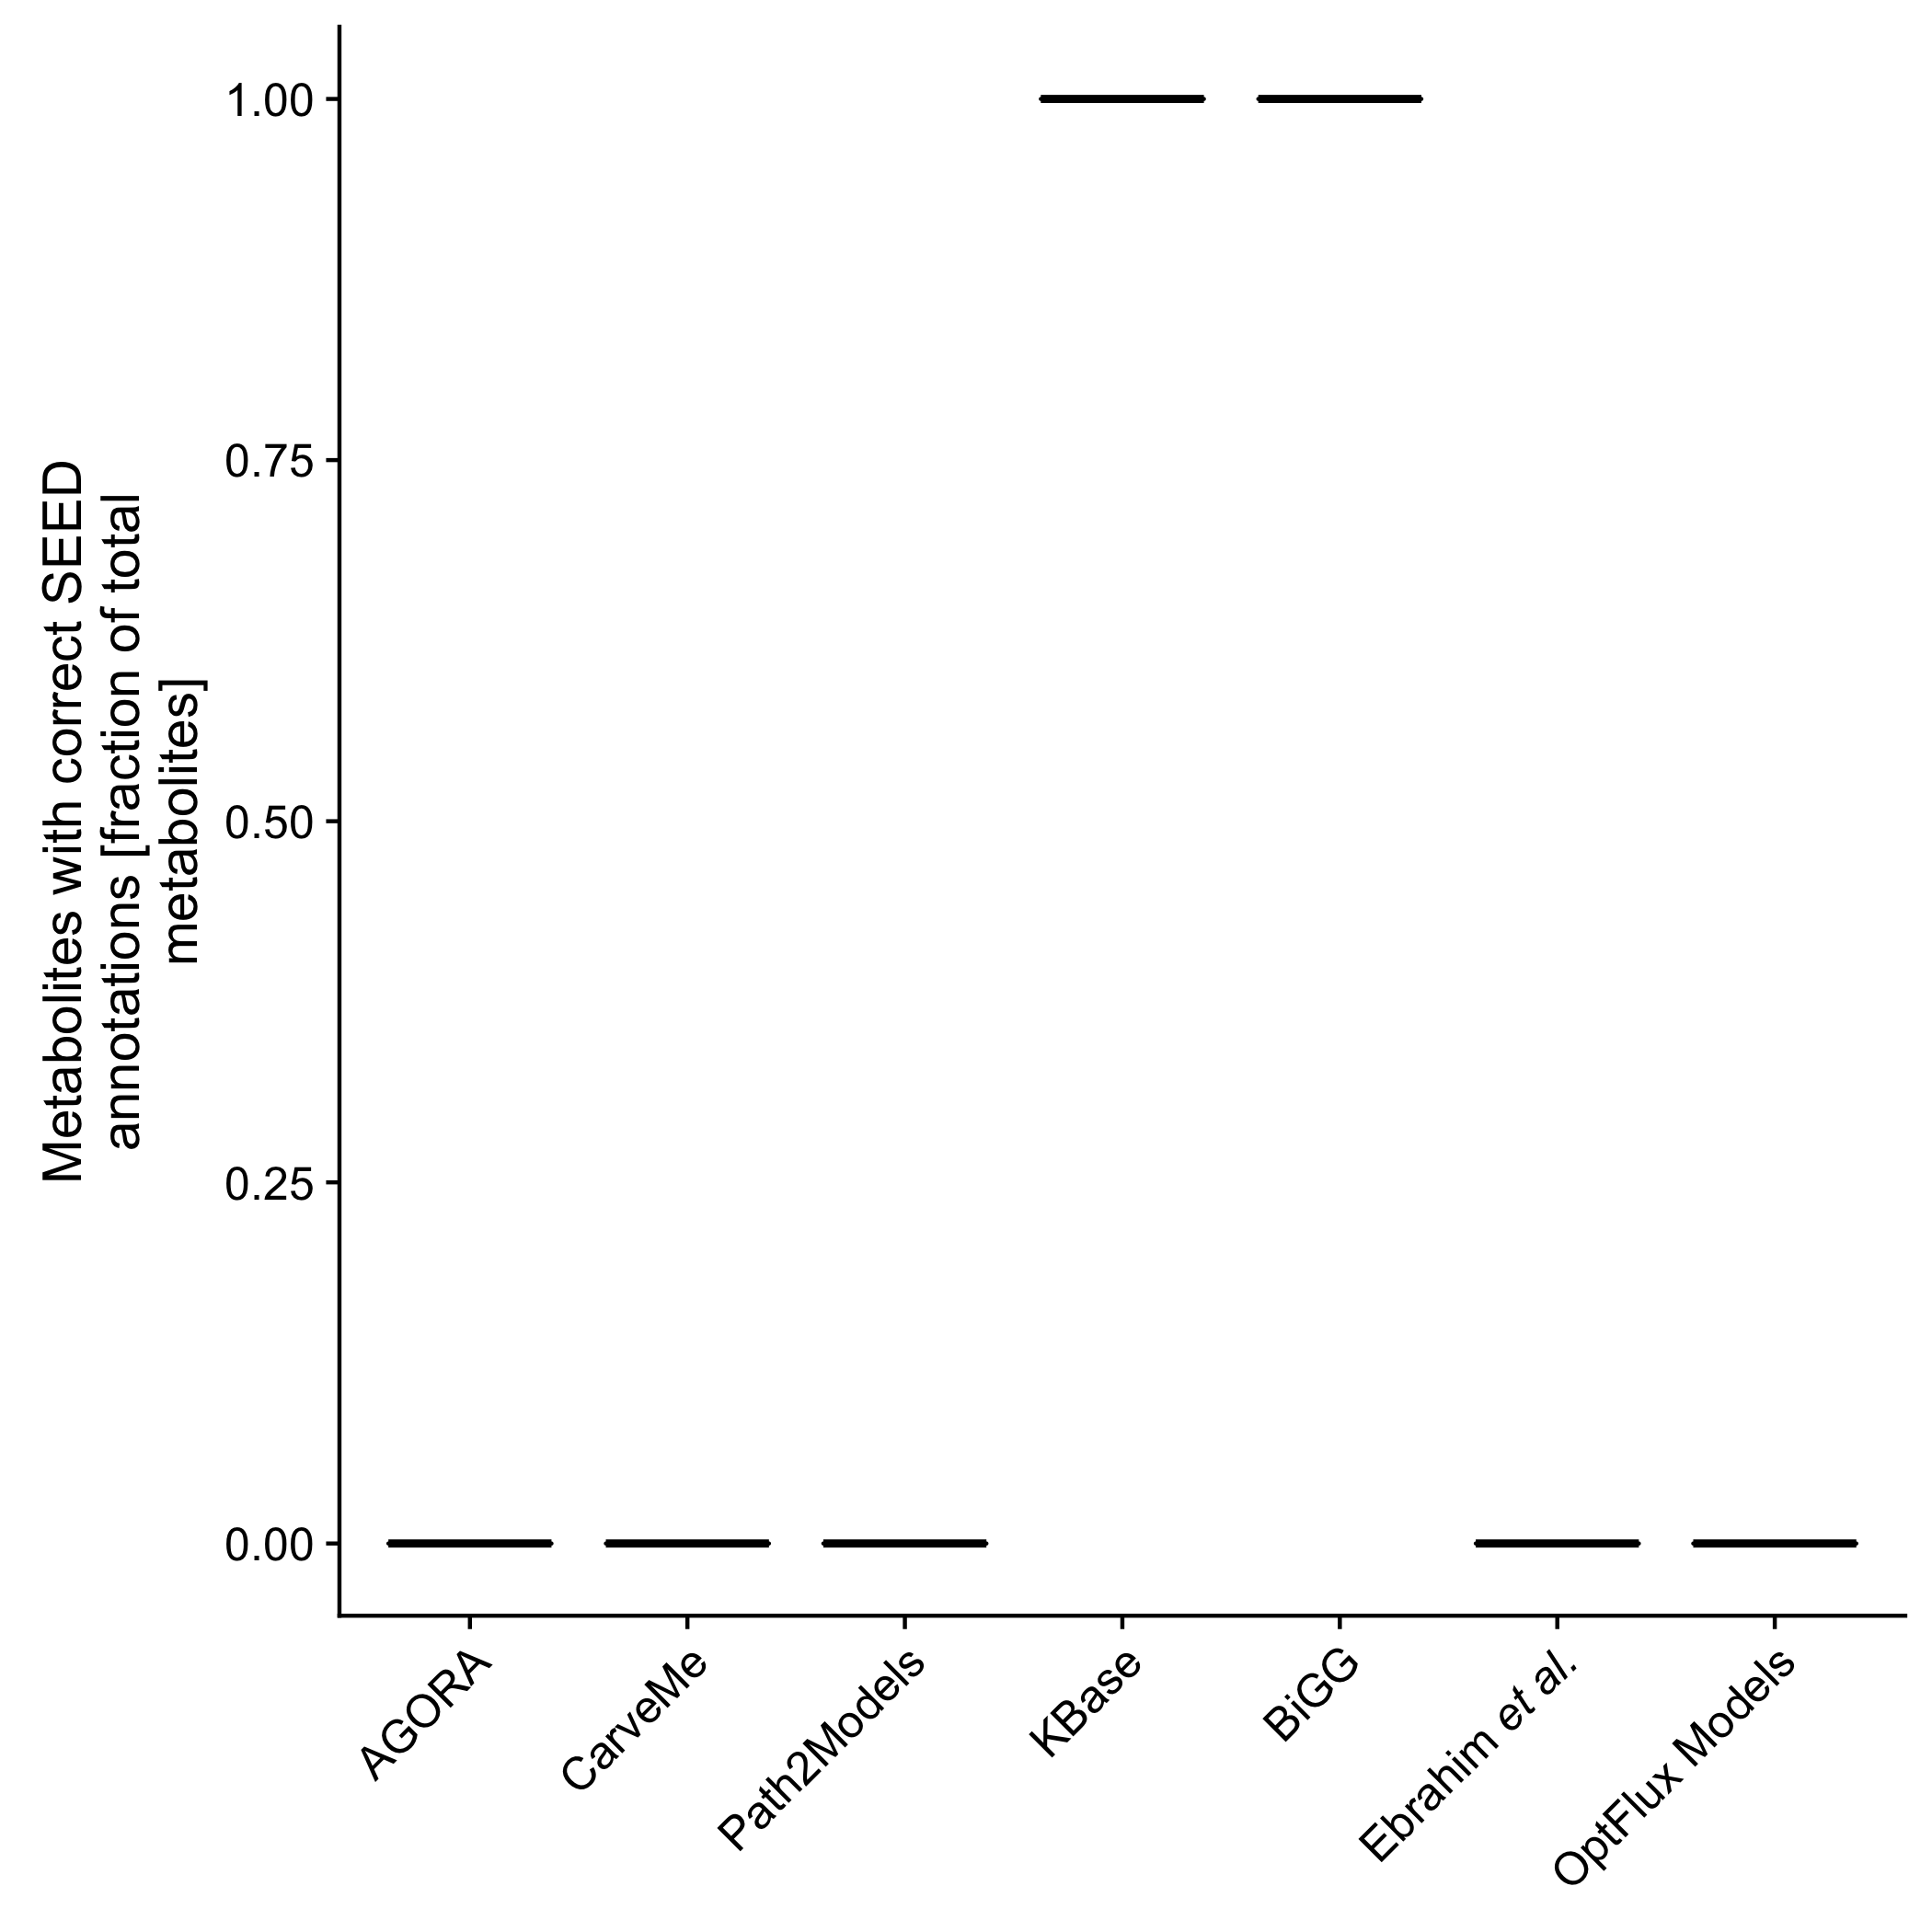 Metabolites with correct SEED
annotations [fraction of total
metabolites]
1.00
0.75
0.50
0.25
0.00
AGORA
CarveMe
Path2Models
KBase
BiGG
Ebrahim et al.
OptFlux Models